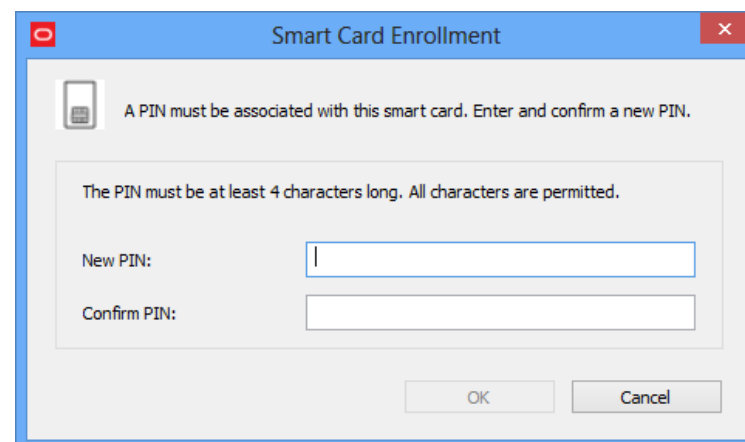 Smart Card Enrollment
A PIN must be associated with this smart card. Enter and confirm a new PIN.
The PIN must be at least 4 characters long. All characters are permitted.
New PIN:
Confirm PIN:
OK
Cancel